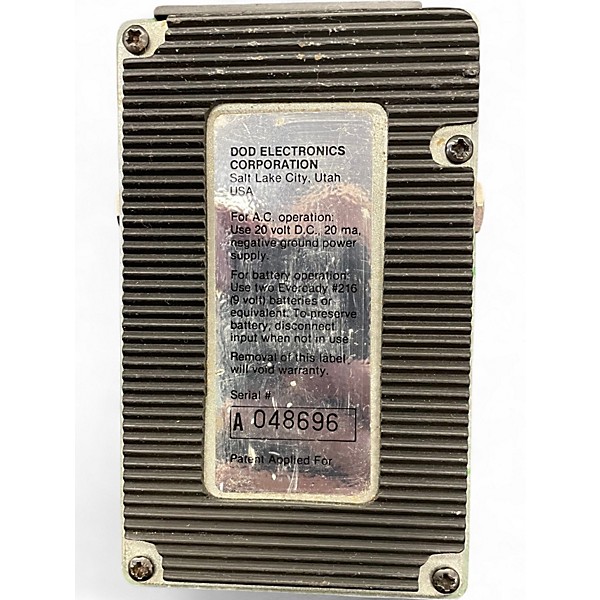 DOD ELECTRONICS
CORPORATION
Salt Lake City, Utah
USA
For A.C. operation:
Use 20 volt D.C., 20 ma,
negative ground power
supply.
For battery operation:
Use two Eveready #216
(9 volt) batteries or
equivalent. To preserve
battery, disconnect
input when not in use.
Removal of this label
will void warranty.
Serial #
A 048696
Patent Applied For